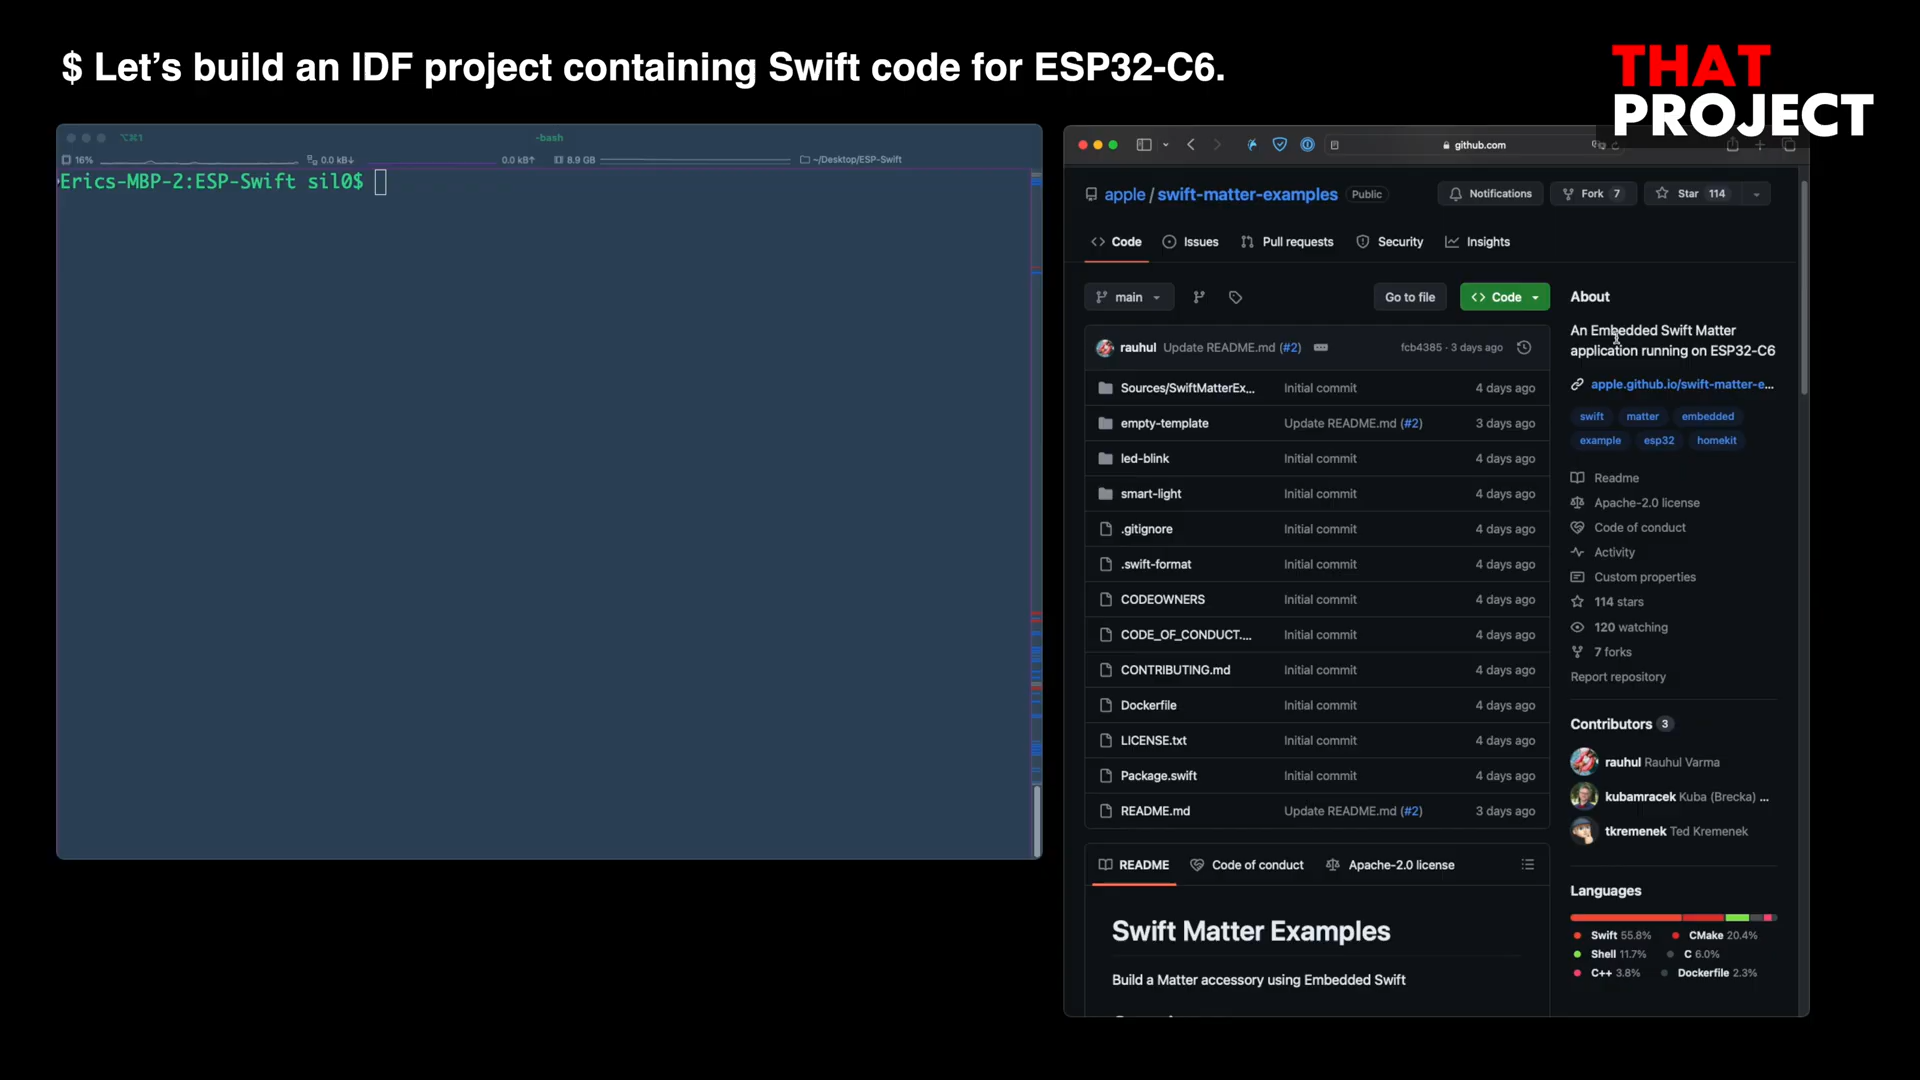 $ Let's build an IDF project containing Swift code for ESP32-C6.
THAT
PROJECT
⌥⌘1
-bash
16%
0.0 kB↓
0.0 kB↑
8.9 GB
~/Desktop/ESP-Swift
Erics-MBP-2:ESP-Swift sil0$
github.com
apple / swift-matter-examples
Public
Notifications
Fork 7
Star 114
Code
Issues
Pull requests
Security
Insights
main
Go to file
Code
rauhul Update README.md (#2)
fcb4385 · 3 days ago
Sources/SwiftMatterEx... Initial commit 4 days ago
empty-template Update README.md (#2) 3 days ago
led-blink Initial commit 4 days ago
smart-light Initial commit 4 days ago
.gitignore Initial commit 4 days ago
.swift-format Initial commit 4 days ago
CODEOWNERS Initial commit 4 days ago
CODE_OF_CONDUCT.... Initial commit 4 days ago
CONTRIBUTING.md Initial commit 4 days ago
Dockerfile Initial commit 4 days ago
LICENSE.txt Initial commit 4 days ago
Package.swift Initial commit 4 days ago
README.md Update README.md (#2) 3 days ago
README
Code of conduct
Apache-2.0 license
Swift Matter Examples
Build a Matter accessory using Embedded Swift
About
An Embedded Swift Matter
application running on ESP32-C6
apple.github.io/swift-matter-e...
swift matter embedded
example esp32 homekit
Readme
Apache-2.0 license
Code of conduct
Activity
Custom properties
114 stars
120 watching
7 forks
Report repository
Contributors 3
rauhul Rauhul Varma
kubamracek Kuba (Brecka) ...
tkremenek Ted Kremenek
Languages
Swift 55.8% CMake 20.4%
Shell 11.7% C 6.0%
C++ 3.8% Dockerfile 2.3%